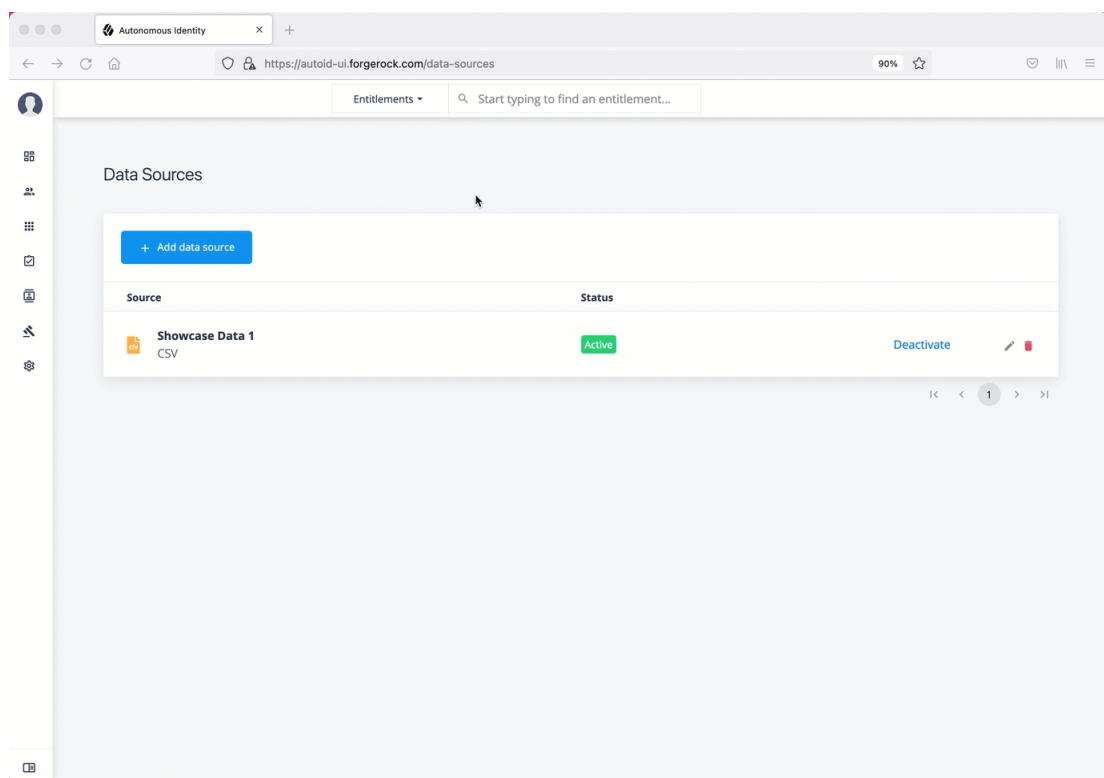 Autonomous Identity
https://autoid-ui.forgerock.com/data-sources
90%
Entitlements
Start typing to find an entitlement...
Data Sources
+ Add data source
Source Status
Showcase Data 1
CSV
CSV
Active
Deactivate
1